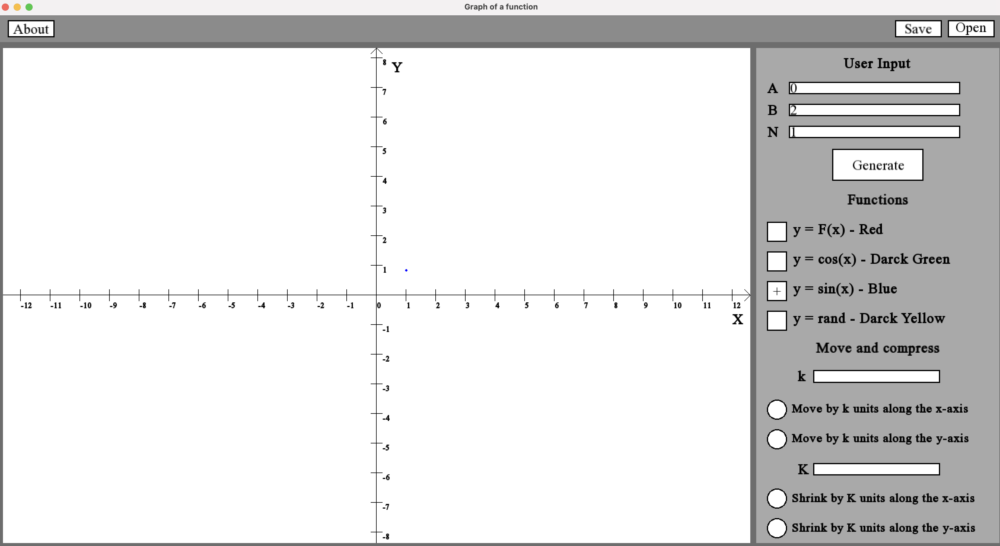 Graph of a function
About
Save
Open
Y
8
7
6
5
4
3
2
1
-12 -11 -10 -9 -8 -7 -6 -5 -4 -3 -2 -1 0 1 2 3 4 5 6 7 8 9 10 11 12
X
-1
-2
-3
-4
-5
-6
-7
-8
User Input
A 0
B 2
N 1
Generate
Functions
y = F(x) - Red
y = cos(x) - Darck Green
+ y = sin(x) - Blue
y = rand - Darck Yellow
Move and compress
k
Move by k units along the x-axis
Move by k units along the y-axis
K
Shrink by K units along the x-axis
Shrink by K units along the y-axis